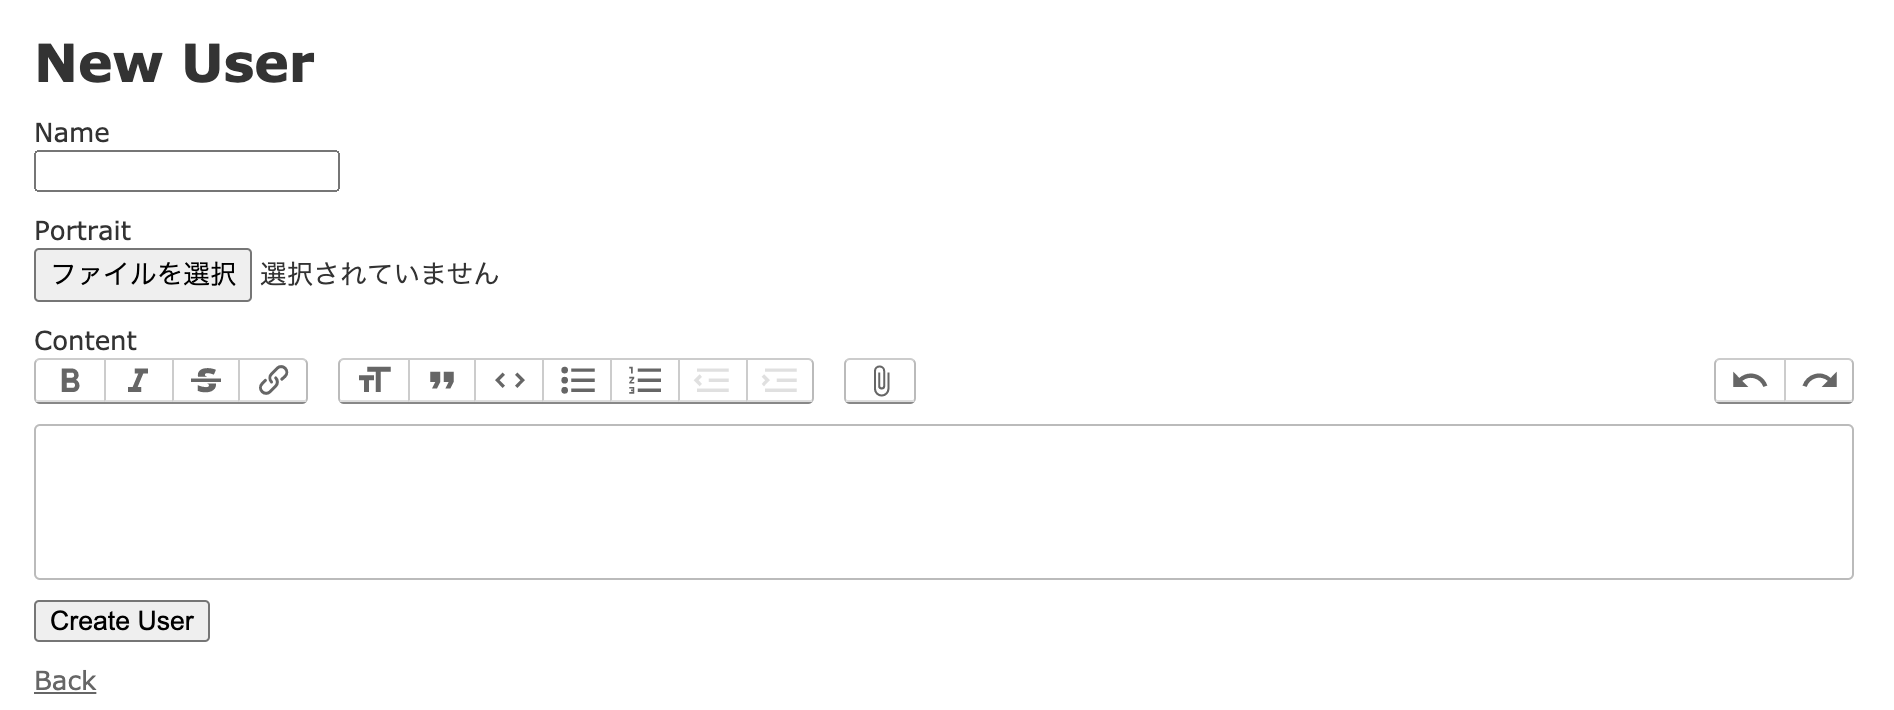 New User
Name
Portrait
ファイルを選択 選択されていません
Content
Create User
Back